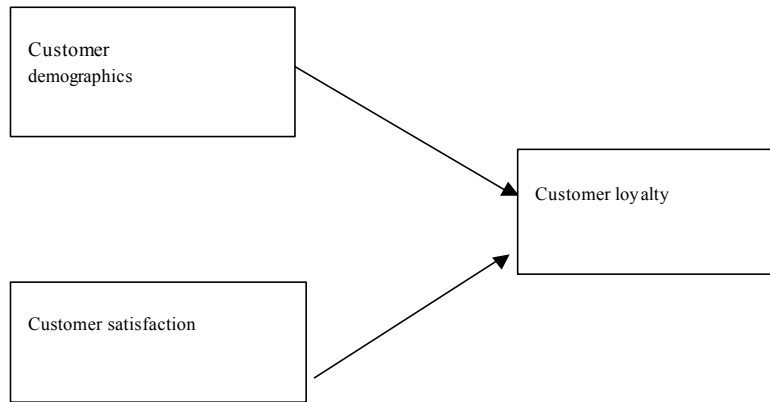 Customer
demographics
Customer loyalty
Customer satisfaction